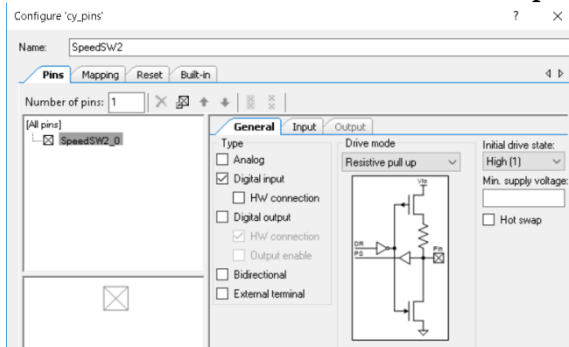 Configure 'cy_pins'
? ×
Name: SpeedSW2
Pins Mapping Reset Built-in
Number of pins: 1
[All pins]
SpeedSW2_0
General Input Output
Type
Analog
Digital input
HW connection
Digital output
HW connection
Output enable
Bidirectional
External terminal
Drive mode
Resistive pull up
Vio
DR
PS
Pin
Initial drive state:
High (1)
Min. supply voltage:
Hot swap